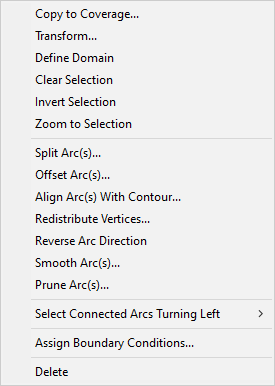 Copy to Coverage...
Transform...
Define Domain
Clear Selection
Invert Selection
Zoom to Selection
Split Arc(s)...
Offset Arc(s)...
Align Arc(s) With Contour...
Redistribute Vertices...
Reverse Arc Direction
Smooth Arc(s)...
Prune Arc(s)...
Select Connected Arcs Turning Left
Assign Boundary Conditions...
Delete